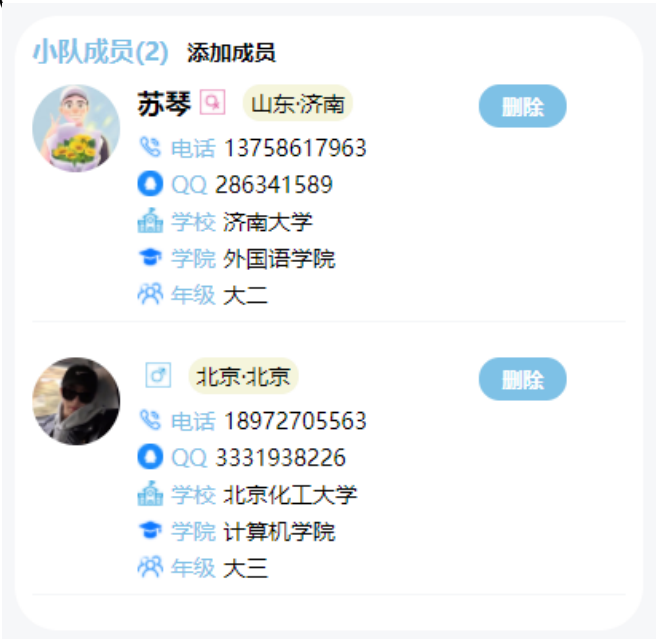 小队成员(2) 添加成员
苏琴 山东·济南 删除
电话 13758617963
QQ 286341589
学校 济南大学
学院 外国语学院
年级 大二
北京·北京 删除
电话 18972705563
QQ 3331938226
学校 北京化工大学
学院 计算机学院
年级 大三